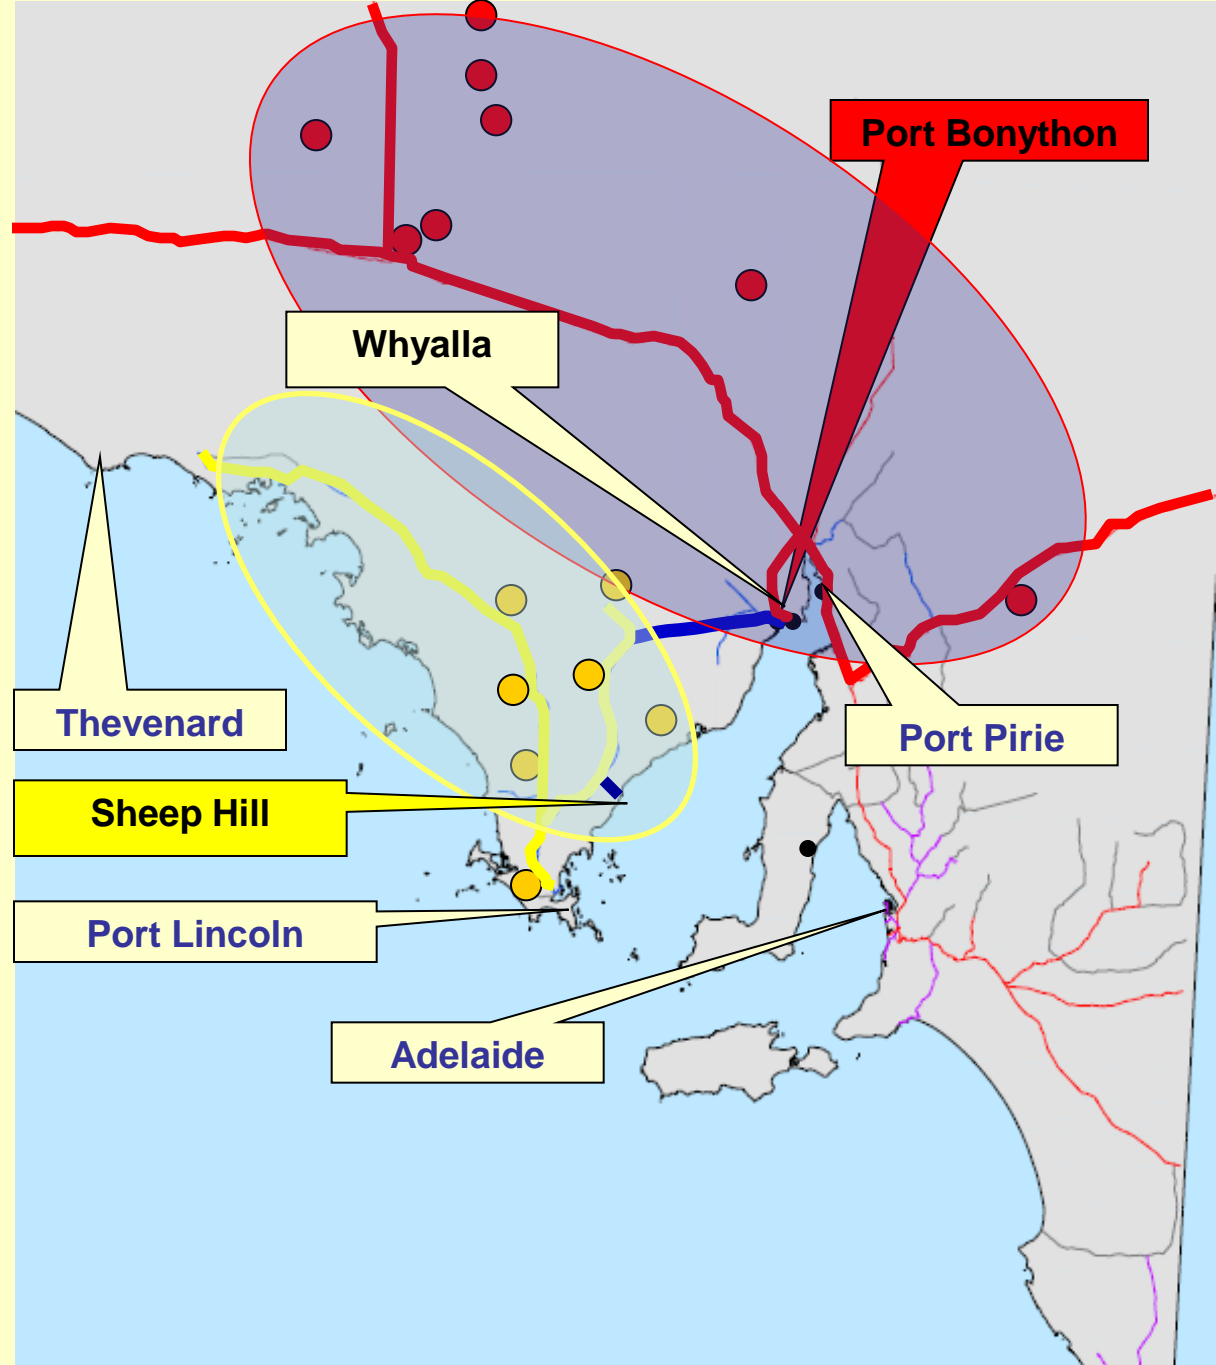 Port Bonython
Whyalla
Thevenard
Port Pirie
Sheep Hill
Port Lincoln
Adelaide